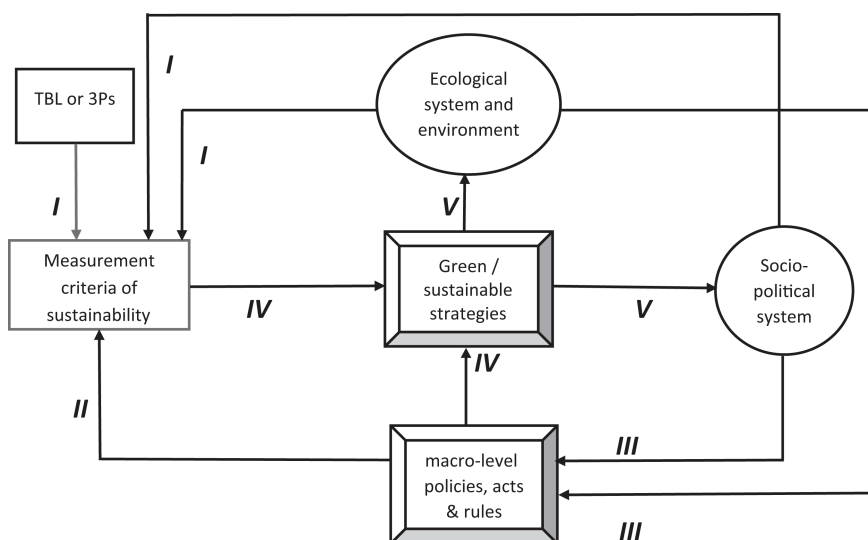 I
TBL or 3Ps
Ecological
system and
environment
I
I
V
Measurement
criteria of
sustainability
Green /
sustainable
strategies
Socio-
political
system
IV
V
IV
II
III
macro-level
policies, acts
& rules
III